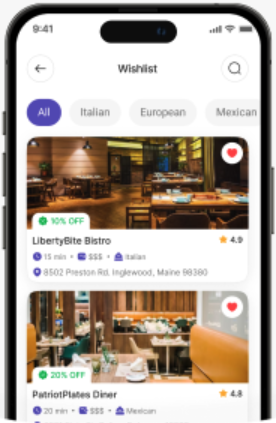 9:41
Wishlist
All Italian European Mexican
10% OFF
LibertyBite Bistro 4.9
15 min • $$$ • Italian
8502 Preston Rd. Inglewood, Maine 98380
20% OFF
PatriotPlates Diner 4.8
20 min • $$$ • Mexican